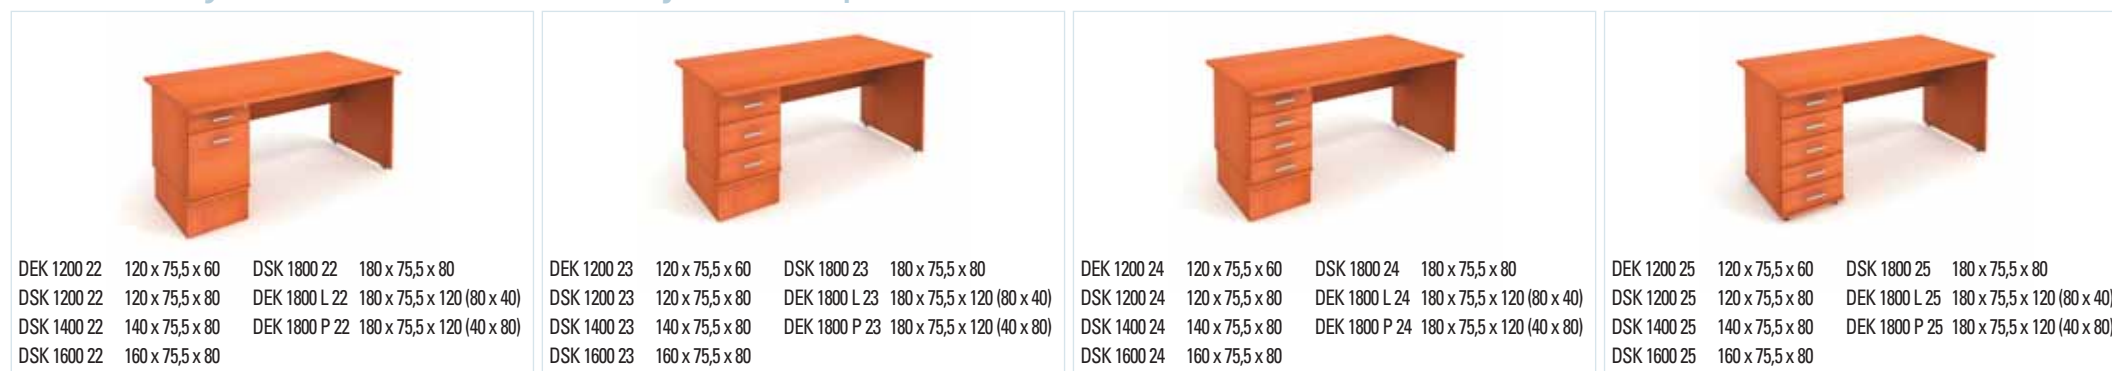 DEK 1200 22 120 x 75,5 x 60 DSK 1800 22 180 x 75,5 x 80
DSK 1200 22 120 x 75,5 x 80 DEK 1800 L 22 180 x 75,5 x 120 (80 x 40)
DSK 1400 22 140 x 75,5 x 80 DEK 1800 P 22 180 x 75,5 x 120 (40 x 80)
DSK 1600 22 160 x 75,5 x 80
DEK 1200 23 120 x 75,5 x 60 DSK 1800 23 180 x 75,5 x 80
DSK 1200 23 120 x 75,5 x 80 DEK 1800 L 23 180 x 75,5 x 120 (80 x 40)
DSK 1400 23 140 x 75,5 x 80 DEK 1800 P 23 180 x 75,5 x 120 (40 x 80)
DSK 1600 23 160 x 75,5 x 80
DEK 1200 24 120 x 75,5 x 60 DSK 1800 24 180 x 75,5 x 80
DSK 1200 24 120 x 75,5 x 80 DEK 1800 L 24 180 x 75,5 x 120 (80 x 40)
DSK 1400 24 140 x 75,5 x 80 DEK 1800 P 24 180 x 75,5 x 120 (40 x 80)
DSK 1600 24 160 x 75,5 x 80
DEK 1200 25 120 x 75,5 x 60 DSK 1800 25 180 x 75,5 x 80
DSK 1200 25 120 x 75,5 x 80 DEK 1800 L 25 180 x 75,5 x 120 (80 x 40)
DSK 1400 25 140 x 75,5 x 80 DEK 1800 P 25 180 x 75,5 x 120 (40 x 80)
DSK 1600 25 160 x 75,5 x 80